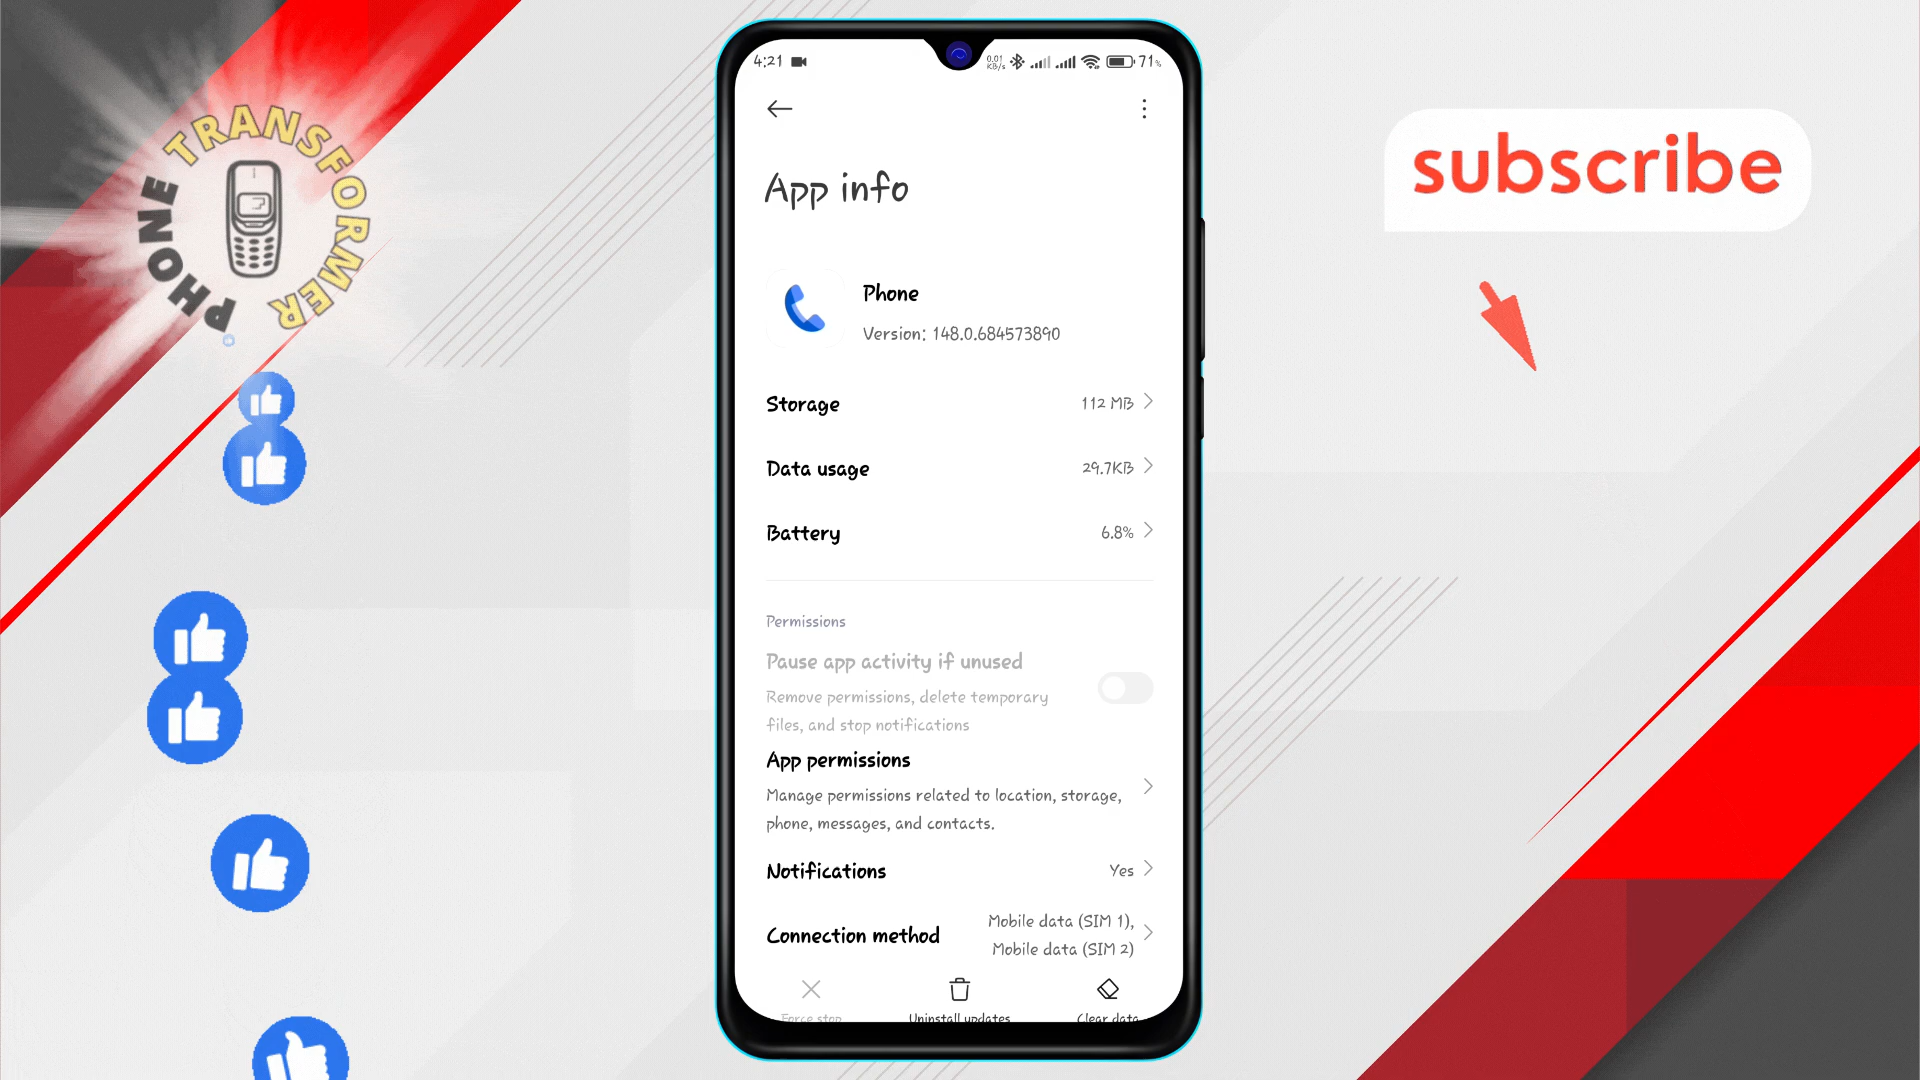 PHONE TRANSFORMER
subscribe
4:21
0.01
KB/s
71%
App info
Phone
Version: 148.0.684573890
Storage
112 MB
Data usage
29.7KB
Battery
6.8%
Permissions
Pause app activity if unused
Remove permissions, delete temporary
files, and stop notifications
App permissions
Manage permissions related to location, storage,
phone, messages, and contacts.
Notifications
Yes
Connection method
Mobile data (SIM 1),
Mobile data (SIM 2)
Force stop
Uninstall updates
Clear data